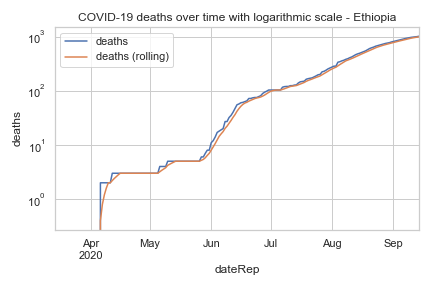 COVID-19 deaths over time with logarithmic scale - Ethiopia
deaths
deaths (rolling)
deaths
10³
10²
10¹
10⁰
Apr
2020
May
Jun
Jul
Aug
Sep
dateRep